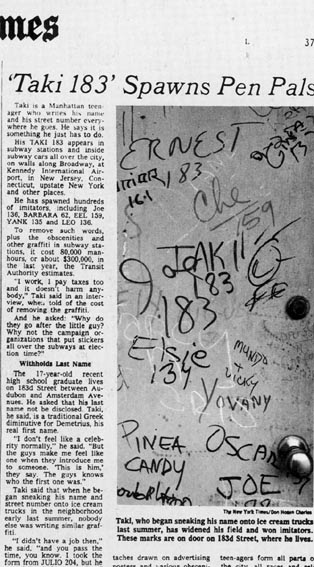 mes
37
'Taki 183' Spawns Pen Pals
Taki is a Manhattan teen-
ager who writes his name
and his street number every-
where he goes. He says it
is something he just has to do.
His TAKI 183 appears in
subway stations and inside
subway cars all over the city,
on walls along Broadway, at
Kennedy International Air-
port, in New Jersey, Con-
necticut, upstate New York
and other places.
He has spawned hundreds
of imitators, including Joe
136, BARBARA 62, EEL 159,
YANK 135 and LEO 136.
To remove such words,
plus the obscenities and
other graffiti in subway sta-
tions, it cost 80,000 man-
hours, or about $300,000, in
the last year, the Transit
Authority estimates.
"I work, I pay taxes too
and it doesn't harm any-
body," Taki said in an inter-
view, when told of the cost
of removing the graffiti.
And he asked: "Why do
they go after the little guy?
Why not the campaign or-
ganizations that put stickers
all over the subways at elec-
tion time?"
Withholds Last Name
The 17-year-old recent
high school graduate lives
on 183d Street between Au-
dubon and Amsterdam Ave-
nues. He asked that his last
name not be disclosed. Taki,
he said, is a traditional Greek
diminutive for Demetrius, his
real first name.
"I don't feel like a celeb-
rity normally," he said. "But
the guys make me feel like
one when they introduce me
to someone. 'This is him,'
they say. The guys knows
who the first one was."
Taki said that when he be-
gan sneaking his name and
street number onto ice cream
trucks in the neighborhood
early last summer, nobody
else was writing similar graf-
fiti.
"I didn't have a job then,"
he said, "and you pass the
time, you know. I took the
form from JULIO 204, but he
ERNEST
183
161
TAKI
183
183
Elsie
134
PINEA
CANDY
OSCAR
JOE
The New York Times/Don Hogan Charles
Taki, who began sneaking his name onto ice cream trucks
last summer, has widened his field and won imitators.
These marks are on door on 183d Street, where he lives.
taches drawn on advertising
teen-agers form all parts of